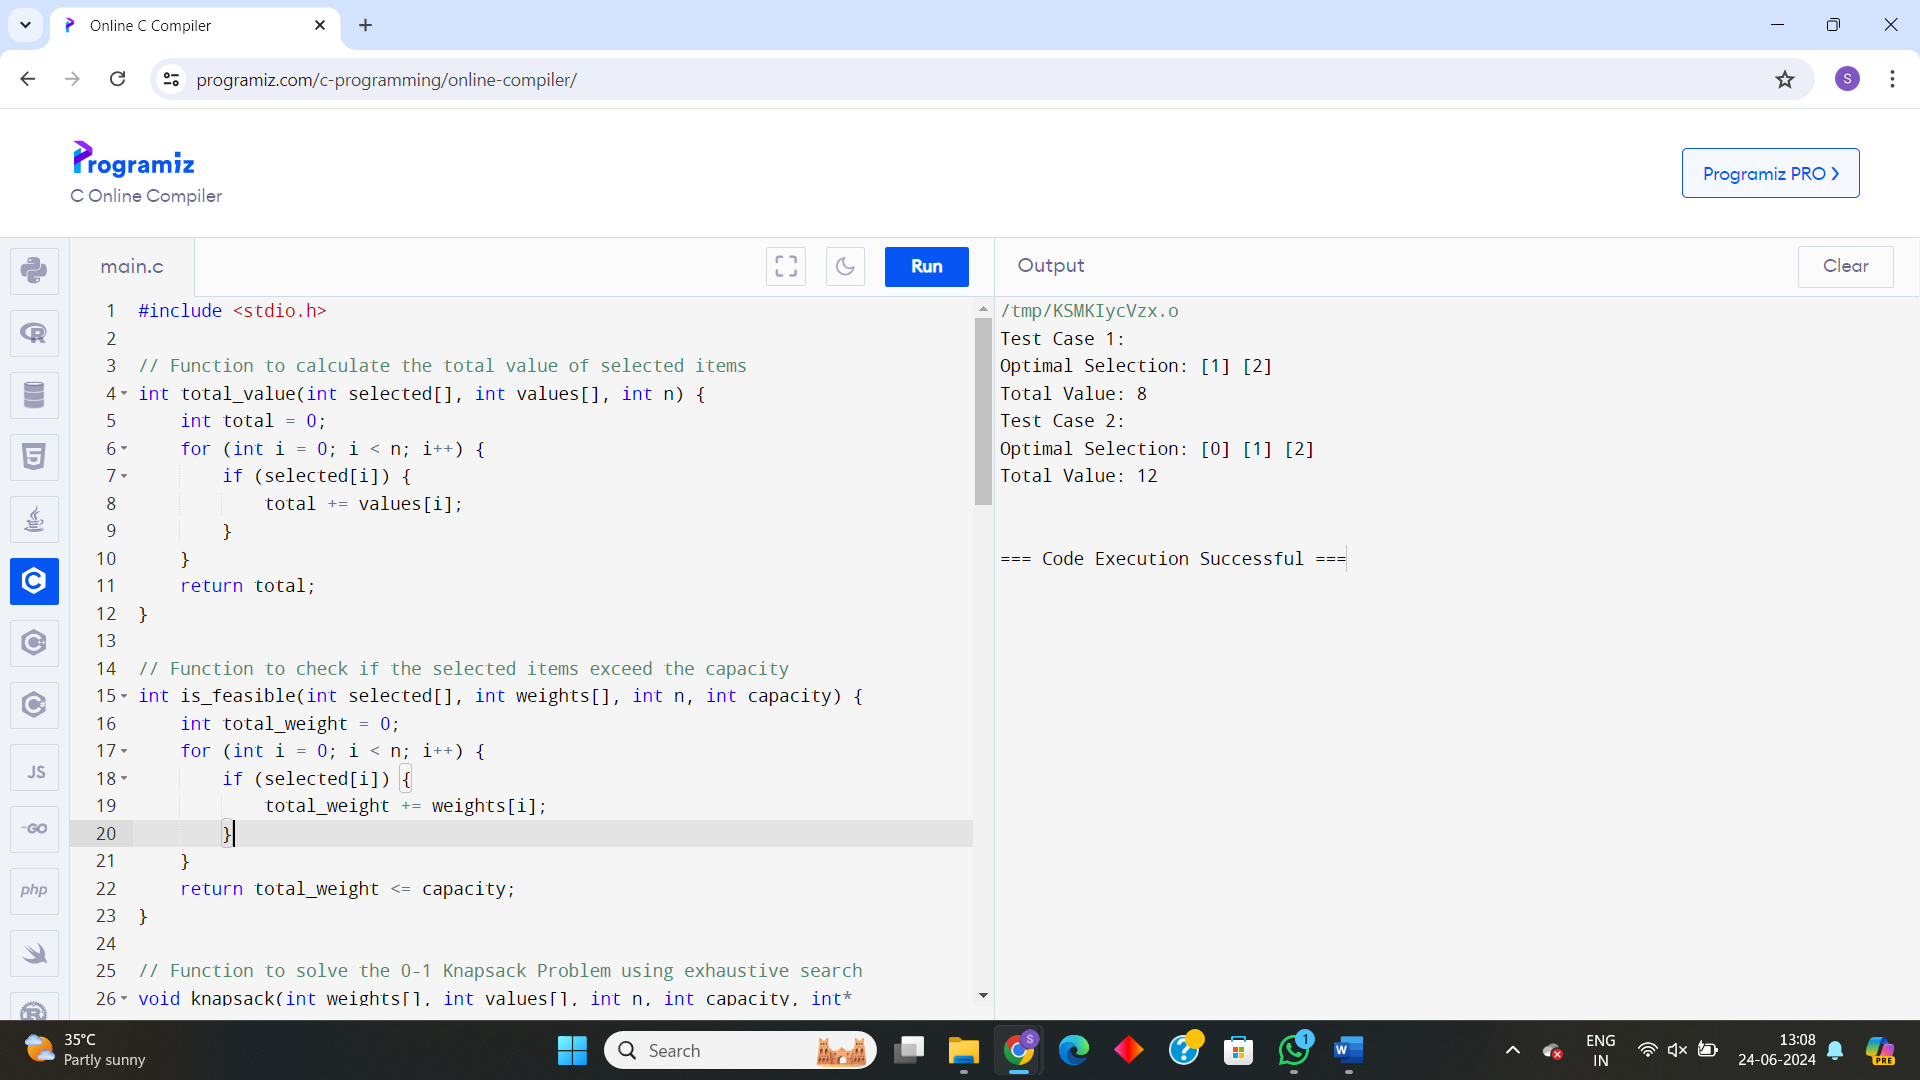 Online C Compiler
programiz.com/c-programming/online-compiler/
S
Programiz
C Online Compiler
Programiz PRO
main.c
Run
Output
Clear
1 #include <stdio.h>
2
3 // Function to calculate the total value of selected items
4 int total_value(int selected[], int values[], int n) {
5 int total = 0;
6 for (int i = 0; i < n; i++) {
7 if (selected[i]) {
8 total += values[i];
9 }
10 }
11 return total;
12 }
13
14 // Function to check if the selected items exceed the capacity
15 int is_feasible(int selected[], int weights[], int n, int capacity) {
16 int total_weight = 0;
17 for (int i = 0; i < n; i++) {
18 if (selected[i]) {
19 total_weight += weights[i];
20 }
21 }
22 return total_weight <= capacity;
23 }
24
25 // Function to solve the 0-1 Knapsack Problem using exhaustive search
26 void knapsack(int weights[], int values[], int n, int capacity, int*
/tmp/KSMKIycVzx.o
Test Case 1:
Optimal Selection: [1] [2]
Total Value: 8
Test Case 2:
Optimal Selection: [0] [1] [2]
Total Value: 12
=== Code Execution Successful ===
R
5
C
C
C
JS
GO
php
35°C
Partly sunny
Search
S
1
W
ENG
IN
13:08
24-06-2024
PRE